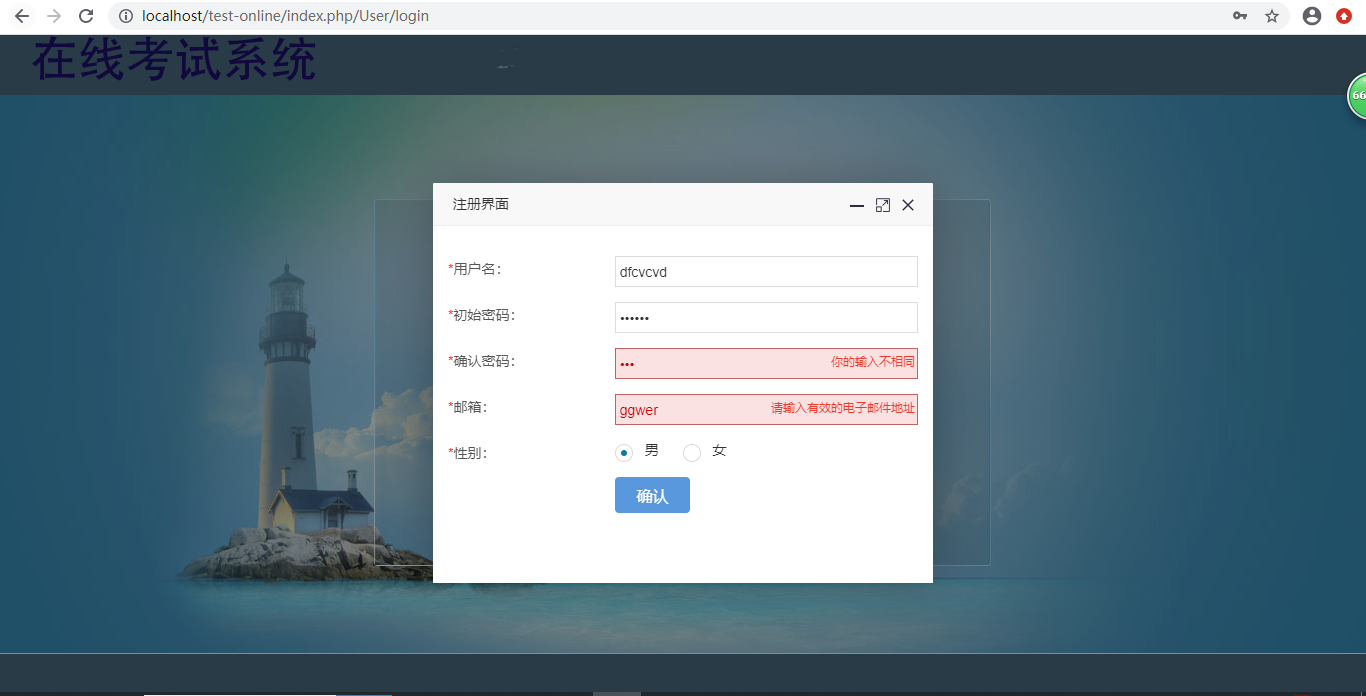 localhost/test-online/index.php/User/login
在线考试系统
66
注册界面
*用户名：
dfcvcvd
*初始密码：
••••••
*确认密码：
•••
你的输入不相同
*邮箱：
ggwer
请输入有效的电子邮件地址
*性别：
男
女
确认